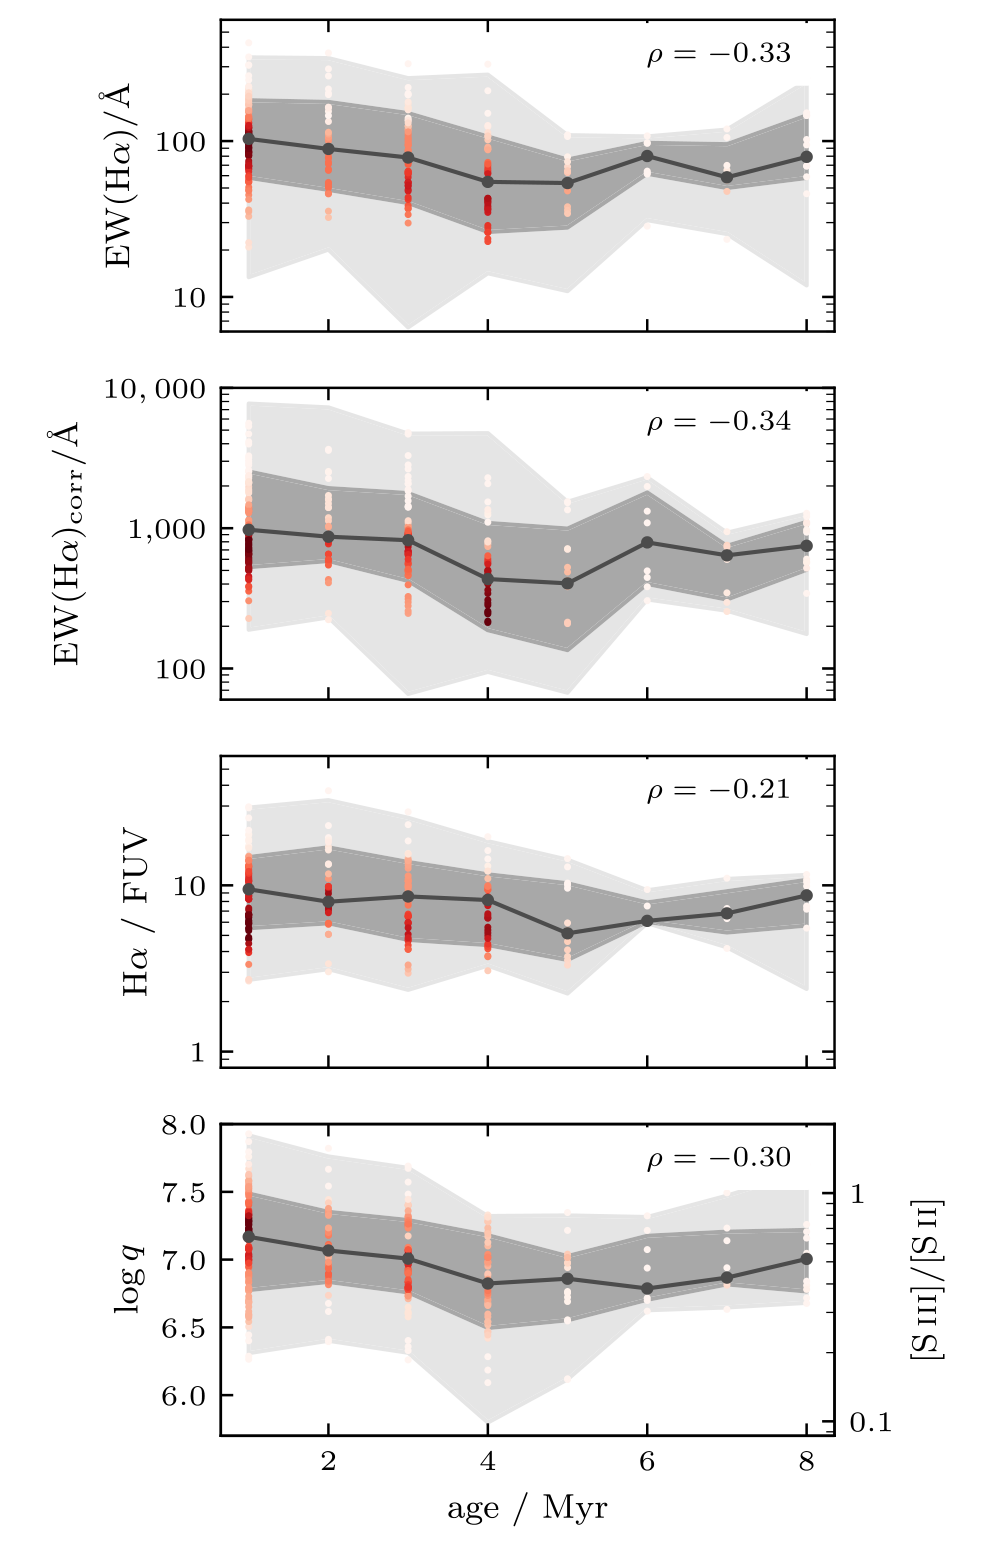 ρ = −0.33
EW(Hα)/Å
100
10
10,000
ρ = −0.34
EW(Hα)corr/Å
1,000
100
ρ = −0.21
Hα / FUV
10
1
8.0
ρ = −0.30
7.5
7.0
6.5
6.0
log q
1
0.1
[S III]/[S II]
2 4 6 8
age / Myr